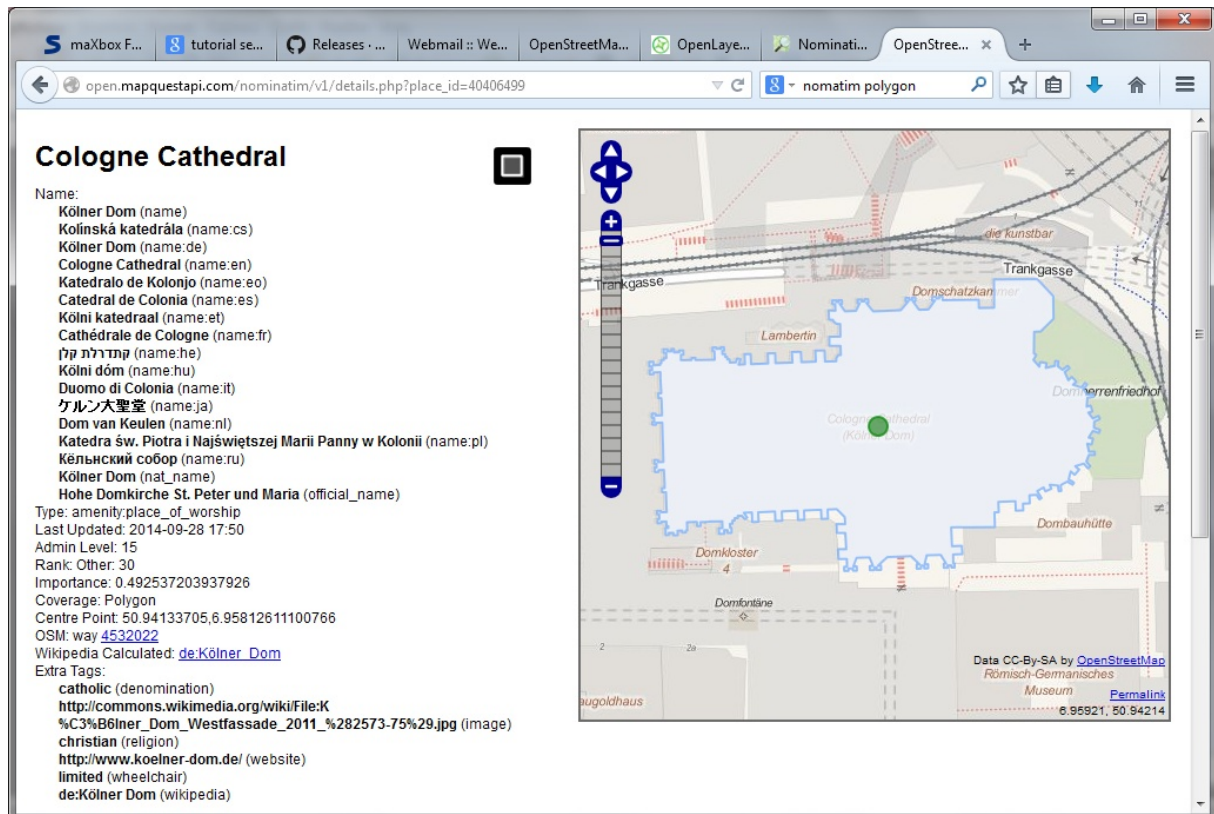 maXbox F...
tutorial se...
Releases · ...
Webmail :: We...
OpenStreetMa...
OpenLaye...
Nominati...
OpenStree... ×
+
open.mapquestapi.com/nominatim/v1/details.php?place_id=40406499
nomatim polygon
Cologne Cathedral
Name:
Kölner Dom (name)
Kolínská katedrála (name:cs)
Kölner Dom (name:de)
Cologne Cathedral (name:en)
Katedralo de Kolonjo (name:eo)
Catedral de Colonia (name:es)
Kölni katedraal (name:et)
Cathédrale de Cologne (name:fr)
קתדרלת קלן (name:he)
Kölni dóm (name:hu)
Duomo di Colonia (name:it)
ケルン大聖堂 (name:ja)
Dom van Keulen (name:nl)
Katedra św. Piotra i Najświętszej Marii Panny w Kolonii (name:pl)
Кёльнский собор (name:ru)
Kölner Dom (nat_name)
Hohe Domkirche St. Peter und Maria (official_name)
Type: amenity:place_of_worship
Last Updated: 2014-09-28 17:50
Admin Level: 15
Rank: Other: 30
Importance: 0.492537203937926
Coverage: Polygon
Centre Point: 50.94133705,6.95812611100766
OSM: way 4532022
Wikipedia Calculated: de:Kölner_Dom
Extra Tags:
catholic (denomination)
http://commons.wikimedia.org/wiki/File:K
%C3%B6lner_Dom_Westfassade_2011_%282573-75%29.jpg (image)
christian (religion)
http://www.koelner-dom.de/ (website)
limited (wheelchair)
de:Kölner Dom (wikipedia)
die kunstbar
Trankgasse
Trankgasse
Domschatzkammer
Lambertin
Domherrenfriedhof
Cologne Cathedral
(Kölner Dom)
Dombauhütte
Domkloster
4
Domfontäne
2
2a
Data CC-By-SA by OpenStreetMap
Römisch-Germanisches
Museum
Permalink
augoldhaus
6.95921, 50.94214